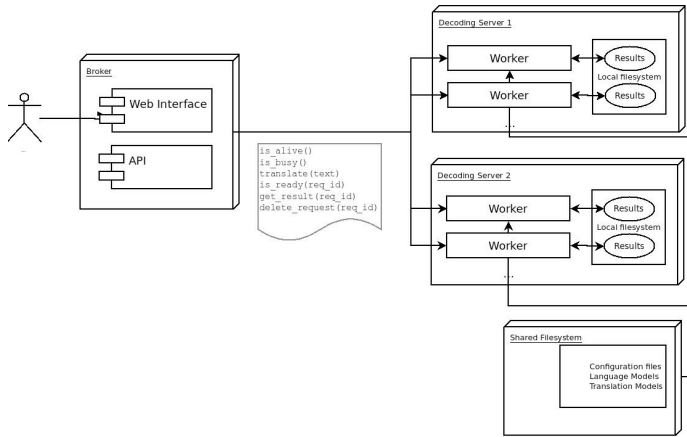 Decoding Server 1
Worker
Results
Local filesystem
Worker
Results
...
Broker
Web Interface
API
...
is_alive()
is_busy()
translate(text)
is_ready(req_id)
get_result(req_id)
delete_request(req_id)
Decoding Server 2
Worker
Results
Local filesystem
Worker
Results
...
Shared Filesystem
Configuration files
Language Models
Translation Models